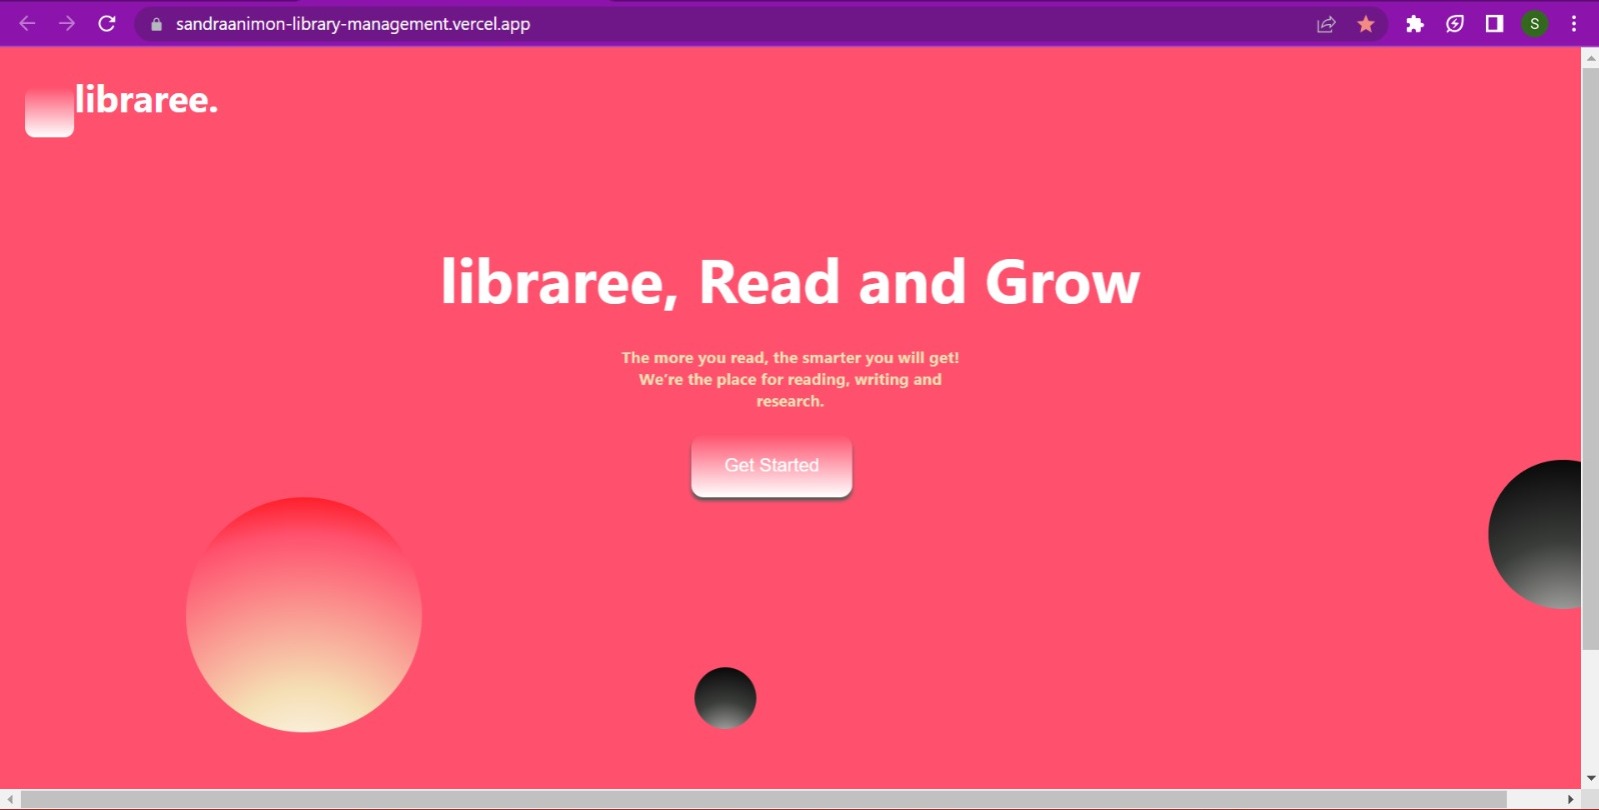 sandraanimon-library-management.vercel.app
S
libraree.
libraree, Read and Grow
The more you read, the smarter you will get!
We're the place for reading, writing and
research.
Get Started